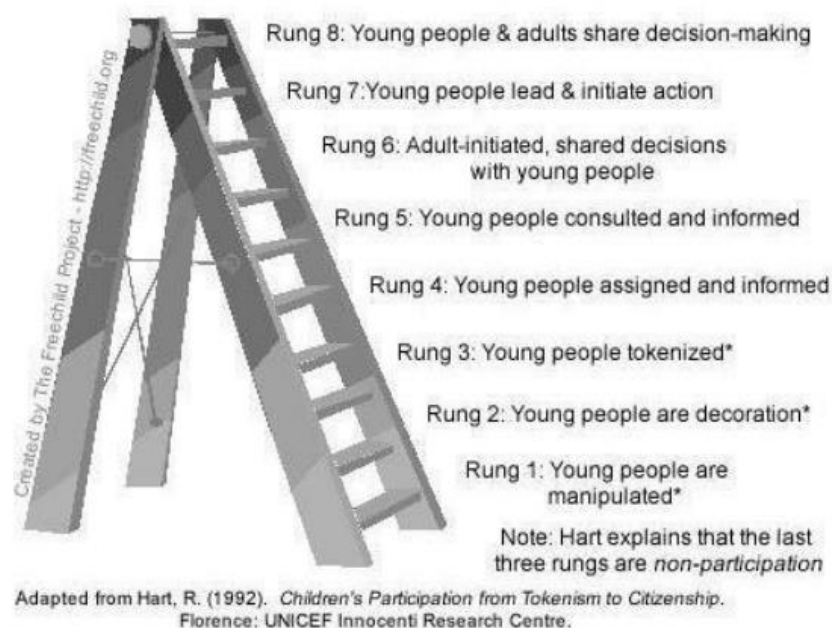 Rung 8: Young people & adults share decision-making
Rung 7:Young people lead & initiate action
Rung 6: Adult-initiated, shared decisions
with young people
Rung 5: Young people consulted and informed
Rung 4: Young people assigned and informed
Rung 3: Young people tokenized*
Rung 2: Young people are decoration*
Rung 1: Young people are
manipulated*
Note: Hart explains that the last
three rungs are non-participation
Created by The Freechild Project - http://freechild.org
Adapted from Hart, R. (1992). Children's Participation from Tokenism to Citizenship.
Florence: UNICEF Innocenti Research Centre.